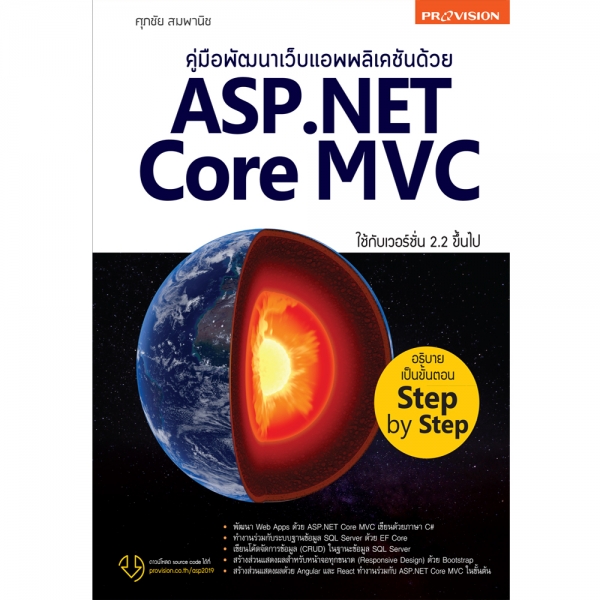 ศุภชัย สมพานิช
PROVISION
คู่มือพัฒนาเว็บแอพพลิเคชันด้วย
ASP.NET
Core MVC
ใช้กับเวอร์ชั่น 2.2 ขึ้นไป
อธิบาย
เป็นขั้นตอน
Step
by Step
• พัฒนา Web Apps ด้วย ASP.NET Core MVC เขียนด้วยภาษา C#
• ทำงานร่วมกับระบบฐานข้อมูล SQL Server ด้วย EF Core
• เขียนโค้ดจัดการข้อมูล (CRUD) ในฐานะข้อมูล SQL Server
• สร้างส่วนแสดงผลสำหรับหน้าจอทุกขนาด (Responsive Design) ด้วย Bootstrap
• สร้างส่วนแสดงผลด้วย Angular และ React ทำงานร่วมกับ ASP.NET Core MVC ในขั้นต้น
ดาวน์โหลด source code ได้ที่
provision.co.th/asp2019